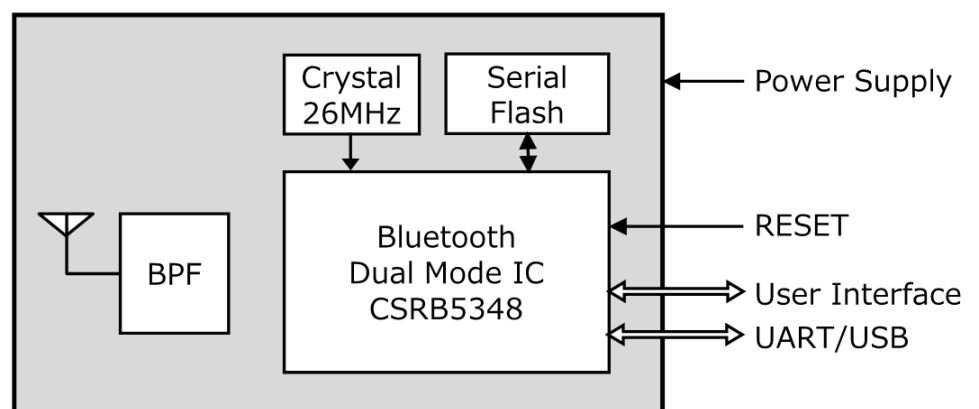 Crystal
26MHz
Serial
Flash
Power Supply
BPF
Bluetooth
Dual Mode IC
CSRB5348
RESET
User Interface
UART/USB